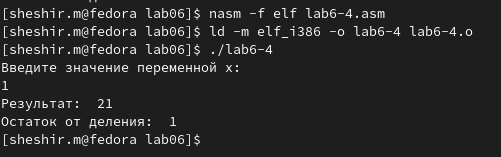 [sheshir.m@fedora lab06]$ nasm -f elf lab6-4.asm
[sheshir.m@fedora lab06]$ ld -m elf_i386 -o lab6-4 lab6-4.o
[sheshir.m@fedora lab06]$ ./lab6-4
Введите значение переменной x:
1
Результат:  21
Остаток от деления:  1
[sheshir.m@fedora lab06]$